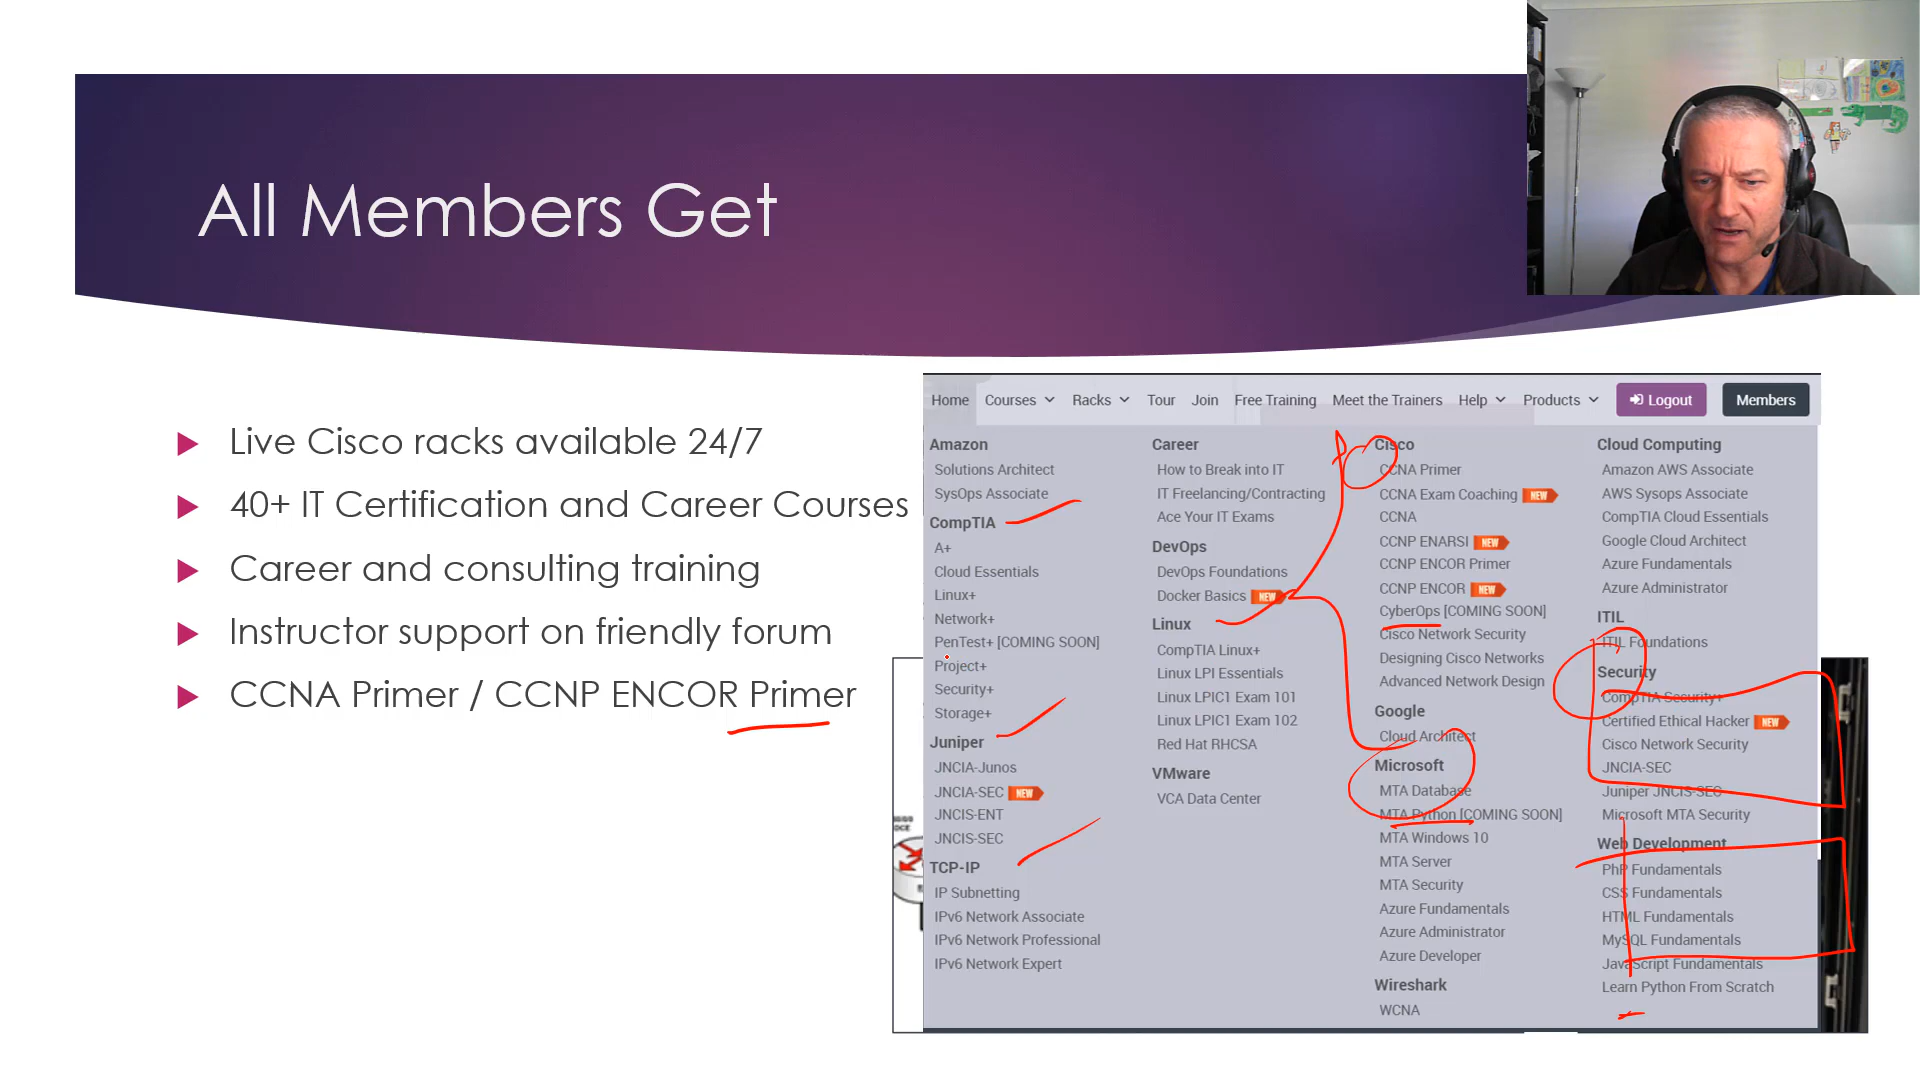 All Members Get
Live Cisco racks available 24/7
40+ IT Certification and Career Courses
Career and consulting training
Instructor support on friendly forum
CCNA Primer / CCNP ENCOR Primer
Home Courses Racks Tour Join Free Training Meet the Trainers Help Products Logout Members
Amazon
Solutions Architect
SysOps Associate
CompTIA
A+
Cloud Essentials
Linux+
Network+
PenTest+ [COMING SOON]
Project+
Security+
Storage+
Juniper
JNCIA-Junos
JNCIA-SEC NEW
JNCIS-ENT
JNCIS-SEC
TCP-IP
IP Subnetting
IPv6 Network Associate
IPv6 Network Professional
IPv6 Network Expert
Career
How to Break into IT
IT Freelancing/Contracting
Ace Your IT Exams
DevOps
DevOps Foundations
Docker Basics NEW
Linux
CompTIA Linux+
Linux LPI Essentials
Linux LPIC1 Exam 101
Linux LPIC1 Exam 102
Red Hat RHCSA
VMware
VCA Data Center
Cisco
CCNA Primer
CCNA Exam Coaching NEW
CCNA
CCNP ENARSI NEW
CCNP ENCOR Primer
CCNP ENCOR NEW
CyberOps [COMING SOON]
Cisco Network Security
Designing Cisco Networks
Advanced Network Design
Google
Cloud Architect
Microsoft
MTA Database
MTA Python [COMING SOON]
MTA Windows 10
MTA Server
MTA Security
Azure Fundamentals
Azure Administrator
Azure Developer
Wireshark
WCNA
Cloud Computing
Amazon AWS Associate
AWS Sysops Associate
CompTIA Cloud Essentials
Google Cloud Architect
Azure Fundamentals
Azure Administrator
ITIL
ITIL Foundations
Security
CompTIA Security+
Certified Ethical Hacker NEW
Cisco Network Security
JNCIA-SEC
Juniper JNCIS-SEC
Microsoft MTA Security
Web Development
PhP Fundamentals
CSS Fundamentals
HTML Fundamentals
MySQL Fundamentals
JavaScript Fundamentals
Learn Python From Scratch